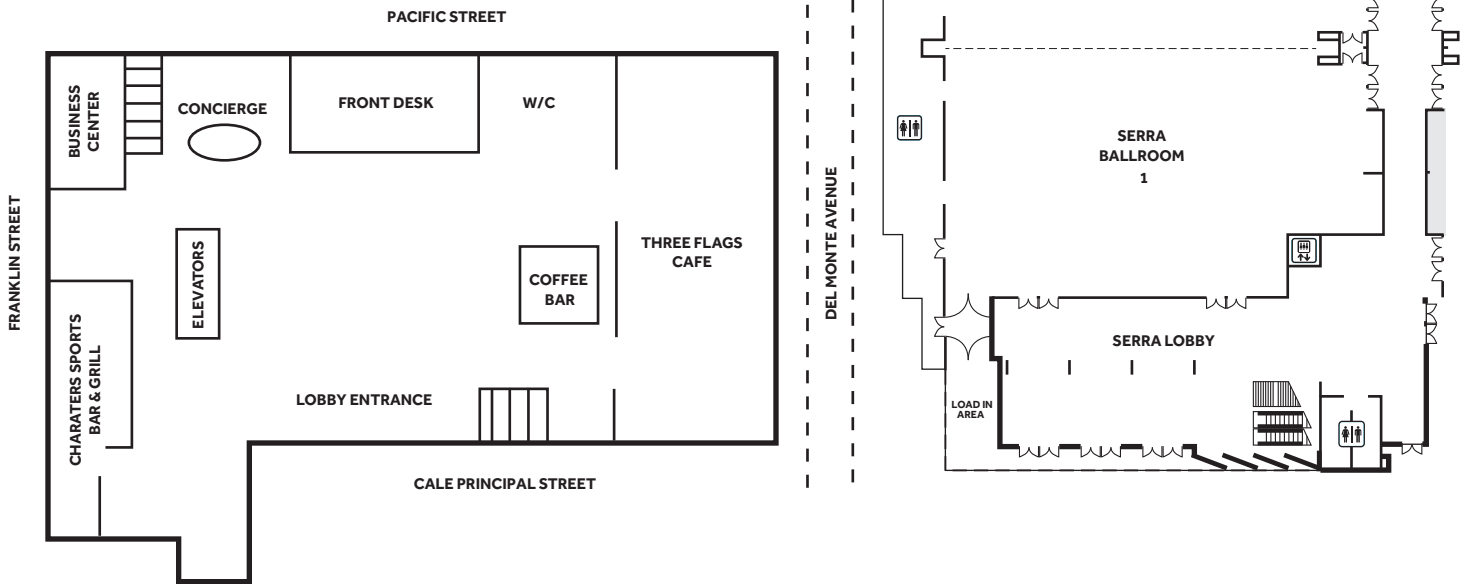 PACIFIC STREET
BUSINESS
CENTER
CONCIERGE
FRONT DESK
W/C
FRANKLIN STREET
ELEVATORS
COFFEE
BAR
THREE FLAGS
CAFE
CHARATERS SPORTS
BAR & GRILL
LOBBY ENTRANCE
CALE PRINCIPAL STREET
DEL MONTE AVENUE
SERRA
BALLROOM
1
SERRA LOBBY
LOAD IN
AREA